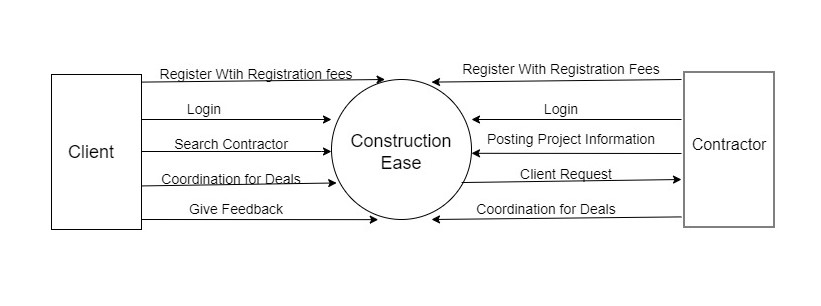 Register Wtih Registration fees
Register With Registration Fees
Login
Login
Search Contractor
Posting Project Information
Client
Construction
Ease
Contractor
Coordination for Deals
Client Request
Give Feedback
Coordination for Deals